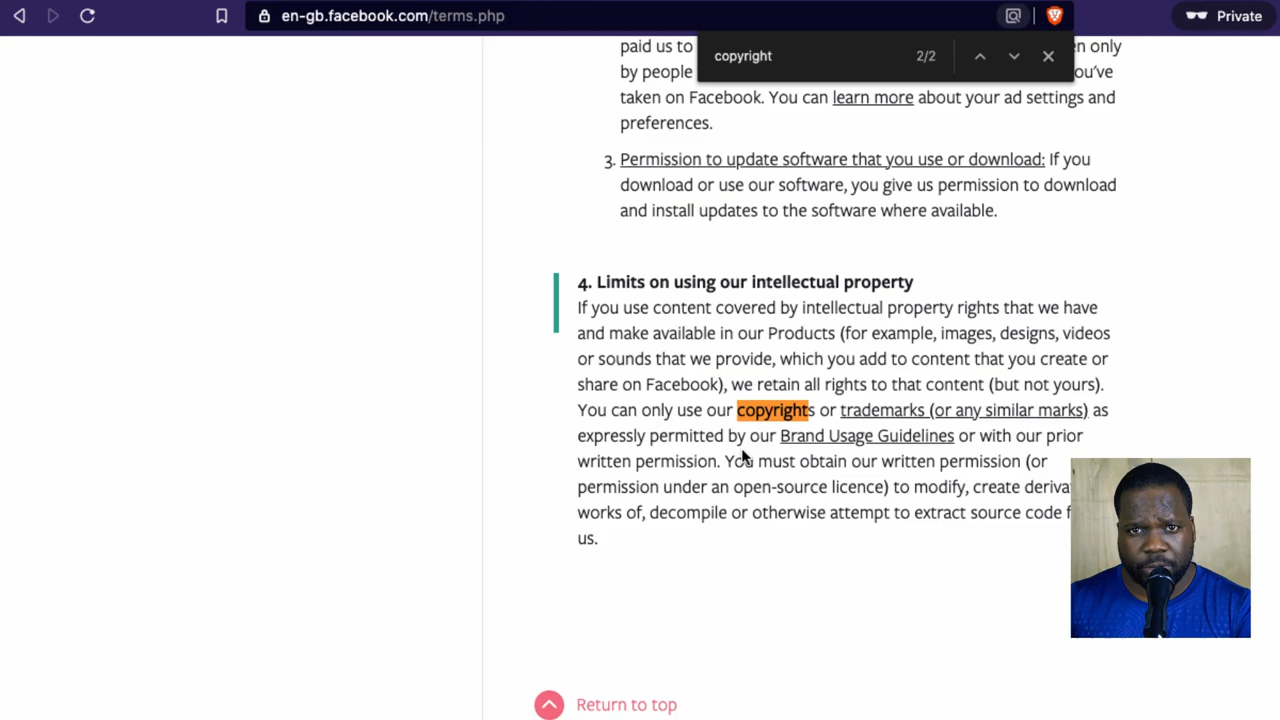 en-gb.facebook.com/terms.php
Private
copyright
2/2
paid us to
en only
by people
you've
taken on Facebook. You can learn more about your ad settings and
preferences.
3. Permission to update software that you use or download: If you
download or use our software, you give us permission to download
and install updates to the software where available.
4. Limits on using our intellectual property
If you use content covered by intellectual property rights that we have
and make available in our Products (for example, images, designs, videos
or sounds that we provide, which you add to content that you create or
share on Facebook), we retain all rights to that content (but not yours).
You can only use our copyrights or trademarks (or any similar marks) as
expressly permitted by our Brand Usage Guidelines or with our prior
written permission. You must obtain our written permission (or
permission under an open-source licence) to modify, create deriva
works of, decompile or otherwise attempt to extract source code f
us.
Return to top